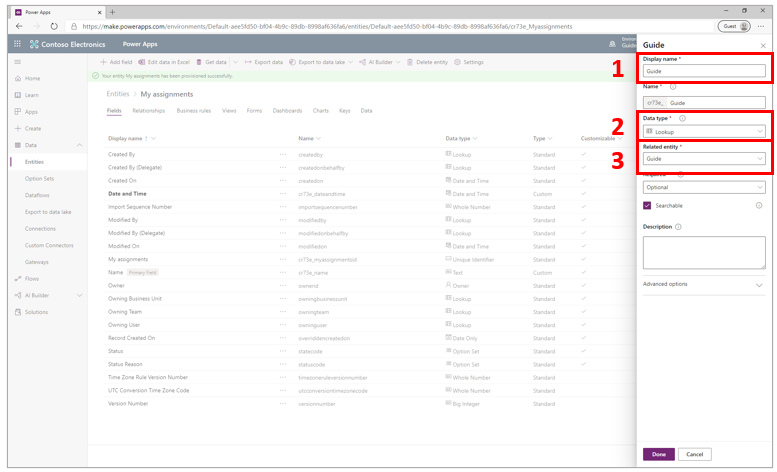 Power Apps
https://make.powerapps.com/environments/Default-aee5fd50-bf04-4b9c-89db-8998af636fa6/entities/Default-aee5fd50-bf04-4b9c-89db-8998af636fa6/cr73e_Myassignments
Guest
Contoso Electronics
Power Apps
Guide
Add field
Edit data in Excel
Get data
Export data
Export to data lake
AI Builder
Delete entity
Settings
Your entity My assignments has been provisioned successfully.
Home
Learn
Apps
Create
Data
Entities
Option Sets
Dataflows
Export to data lake
Connections
Custom Connectors
Gateways
Flows
AI Builder
Solutions
Entities > My assignments
Fields Relationships Business rules Views Forms Dashboards Charts Keys Data
Display name ↑ Name Data type Type Customizable
Created By ··· createdby Lookup Standard ✓
Created By (Delegate) ··· createdonbehalfby Lookup Standard ✓
Created On ··· createdon Date and Time Standard ✓
Date and Time ··· cr73e_dateandtime Date and Time Custom ✓
Import Sequence Number ··· importsequencenumber Whole Number Standard ✓
Modified By ··· modifiedby Lookup Standard ✓
Modified By (Delegate) ··· modifiedonbehalfby Lookup Standard ✓
Modified On ··· modifiedon Date and Time Standard ✓
My assignments ··· cr73e_myassignmentsid Unique Identifier Standard ✓
Name Primary Field ··· cr73e_name Text Custom ✓
Owner ··· ownerid Owner Standard ✓
Owning Business Unit ··· owningbusinessunit Lookup Standard ✓
Owning Team ··· owningteam Lookup Standard ✓
Owning User ··· owninguser Lookup Standard ✓
Record Created On ··· overriddencreatedon Date Only Standard ✓
Status ··· statecode Option Set Standard ✓
Status Reason ··· statuscode Option Set Standard ✓
Time Zone Rule Version Number ··· timezoneruleversionnumber Whole Number Standard
UTC Conversion Time Zone Code ··· utcconversiontimezonecode Whole Number Standard
Version Number ··· versionnumber Big Integer Standard
Guide
1
Display name *
Guide
Name *
cr73e_ Guide
2
Data type *
Lookup
3
Related entity *
Guide
Optional
Searchable
Description
Advanced options
Done Cancel